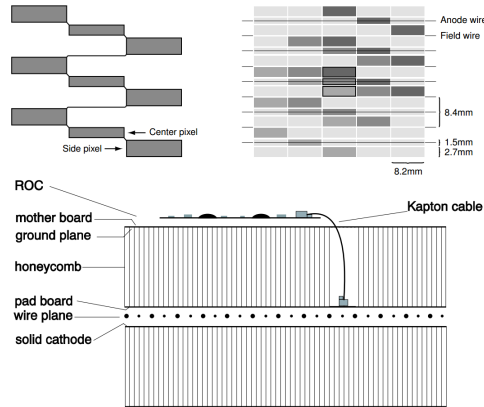 Center pixel
Side pixel
Anode wire
Field wire
8.4mm
1.5mm
2.7mm
8.2mm
ROC
mother board
ground plane
honeycomb
pad board
wire plane
solid cathode
Kapton cable